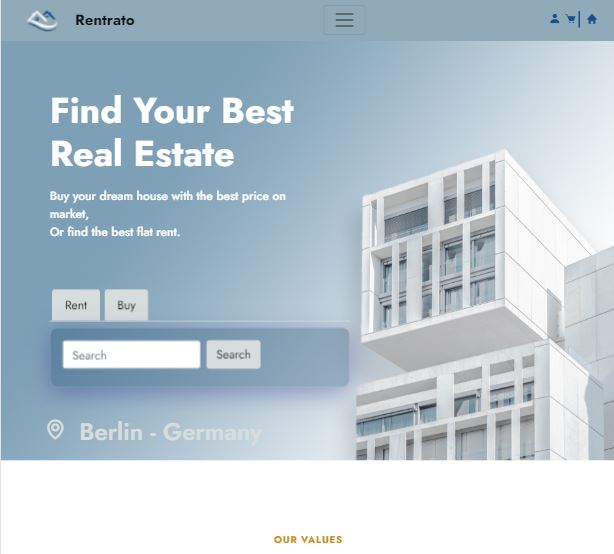 Rentrato
Find Your Best
Real Estate
Buy your dream house with the best price on
market,
Or find the best flat rent.
Rent
Buy
Search
Search
Berlin - Germany
OUR VALUES